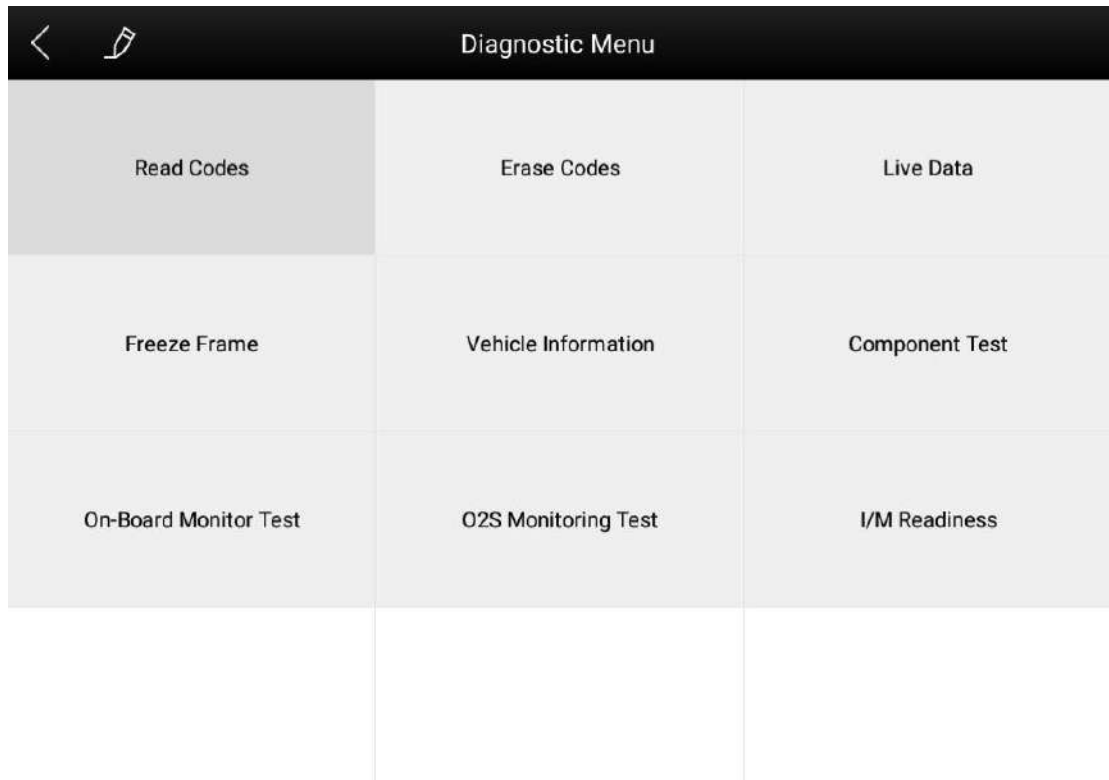 Diagnostic Menu
Read Codes
Erase Codes
Live Data
Freeze Frame
Vehicle Information
Component Test
On-Board Monitor Test
O2S Monitoring Test
I/M Readiness